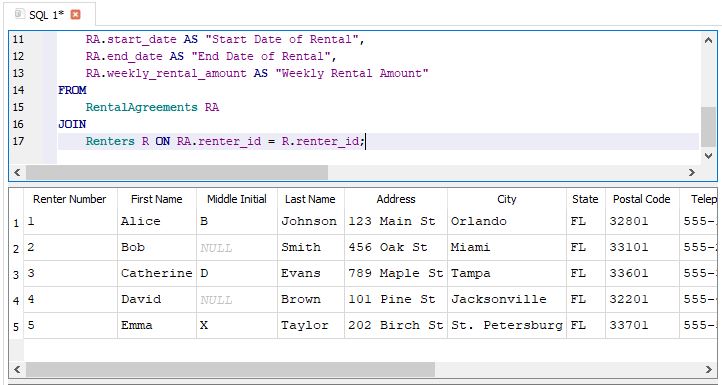 SQL 1*
11 RA.start_date AS "Start Date of Rental",
12 RA.end_date AS "End Date of Rental",
13 RA.weekly_rental_amount AS "Weekly Rental Amount"
14 FROM
15 RentalAgreements RA
16 JOIN
17 Renters R ON RA.renter_id = R.renter_id;
Renter Number First Name Middle Initial Last Name Address City State Postal Code Telep
1 1 Alice B Johnson 123 Main St Orlando FL 32801 555-
2 2 Bob NULL Smith 456 Oak St Miami FL 33101 555-
3 3 Catherine D Evans 789 Maple St Tampa FL 33601 555-
4 4 David NULL Brown 101 Pine St Jacksonville FL 32201 555-
5 5 Emma X Taylor 202 Birch St St. Petersburg FL 33701 555-